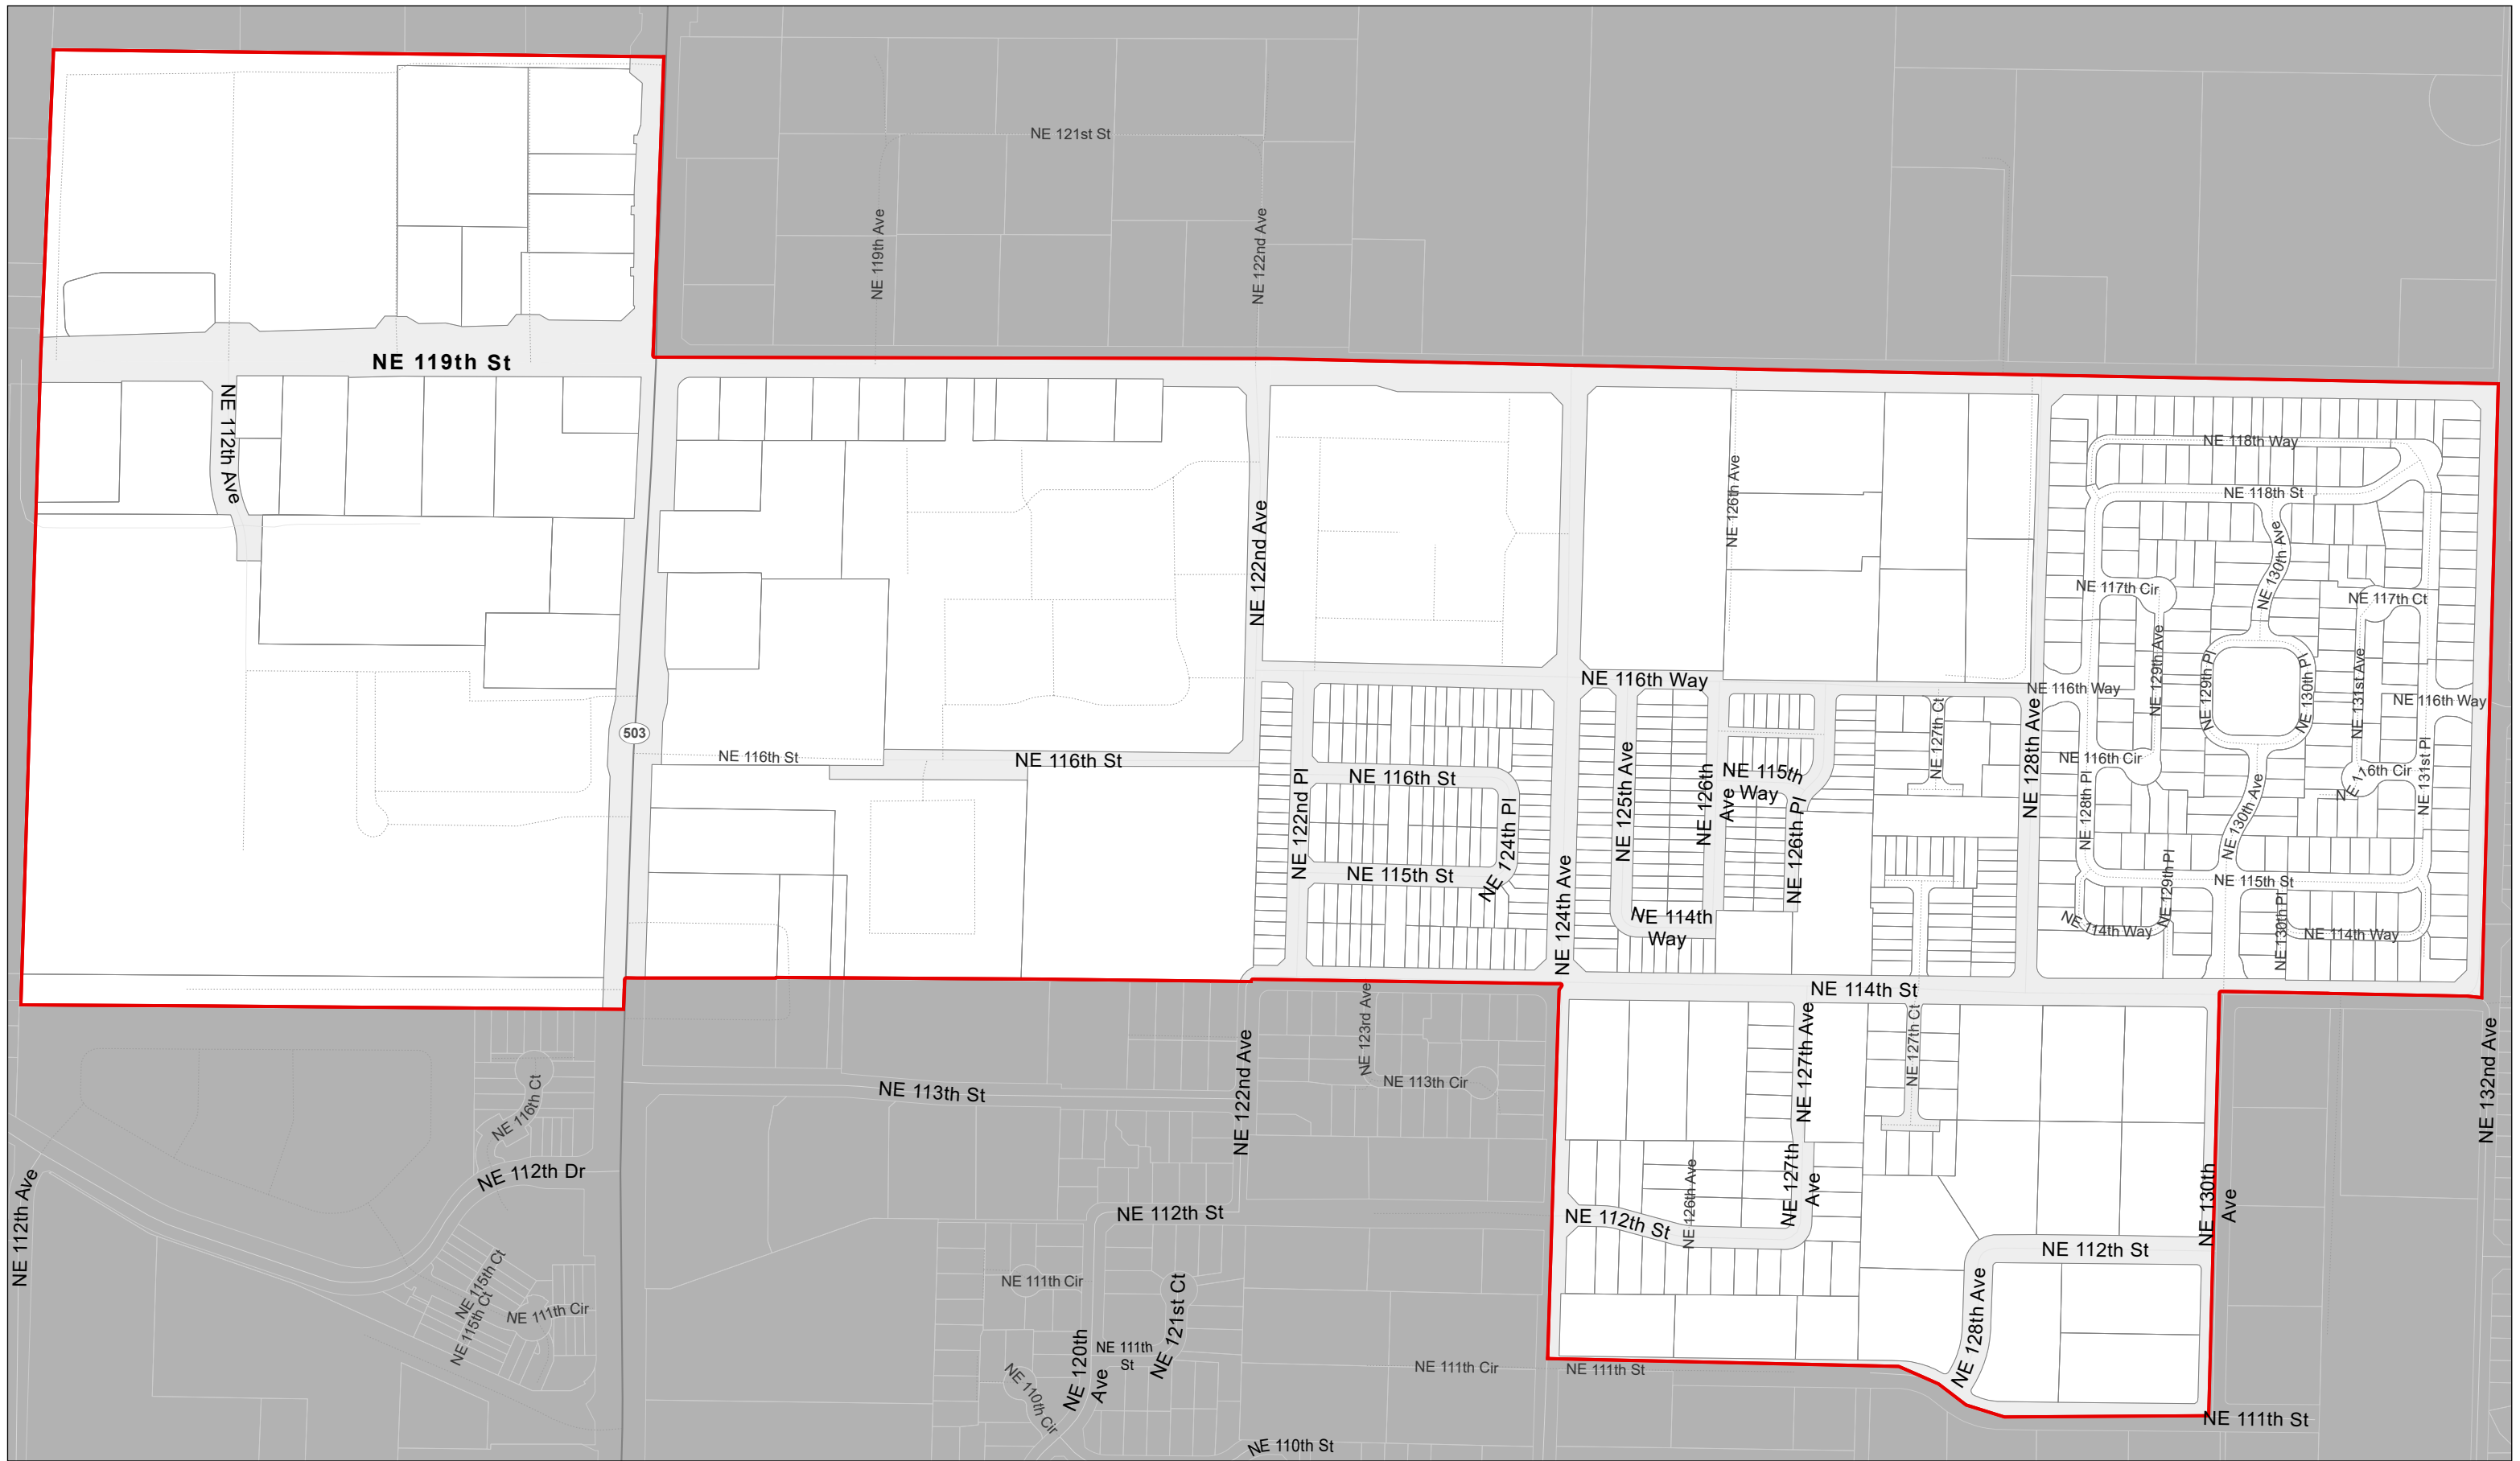 NE 121st St
NE 119th Ave
NE 122nd Ave
NE 119th St
NE 112th Ave
NE 118th Way
NE 118th St
NE 126th Ave
NE 122nd Ave
NE 130th Ave
NE 117th Cir
NE 117th Ct
NE 129th Ave
NE 129th Pl
NE 130th Pl
NE 131st Ave
NE 116th Way
NE 116th Way
NE 116th Way
503
NE 127th Ct
NE 128th Ave
NE 116th St
NE 116th St
NE 116th St
NE 115th
Way
NE 116th Cir
NE 116th Cir
NE 131st Pl
NE 122nd Pl
NE 124th Pl
NE 125th Ave
NE 126th
Ave
NE 126th Pl
NE 128th Pl
NE 130th Ave
NE 115th St
NE 115th St
NE 129th Pl
NE 124th Ave
NE 114th
Way
NE 114th Way
NE 130th Pl
NE 114th Way
NE 114th St
NE 123rd Ave
NE 127th Ave
NE 127th Ct
NE 132nd Ave
NE 122nd Ave
NE 113th St
NE 113th Cir
NE 116th Ct
NE 112th Dr
NE 112th Ave
NE 112th St
NE 112th St
NE 126th Ave
NE 127th
Ave
NE 130th
Ave
NE 112th St
NE 115th Ct
NE 115th Ct
NE 111th Cir
NE 111th Cir
NE 121st Ct
NE 120th
Ave
NE 111th
St
NE 110th Cir
NE 111th Cir
NE 111th St
NE 128th Ave
NE 111th St
NE 110th St